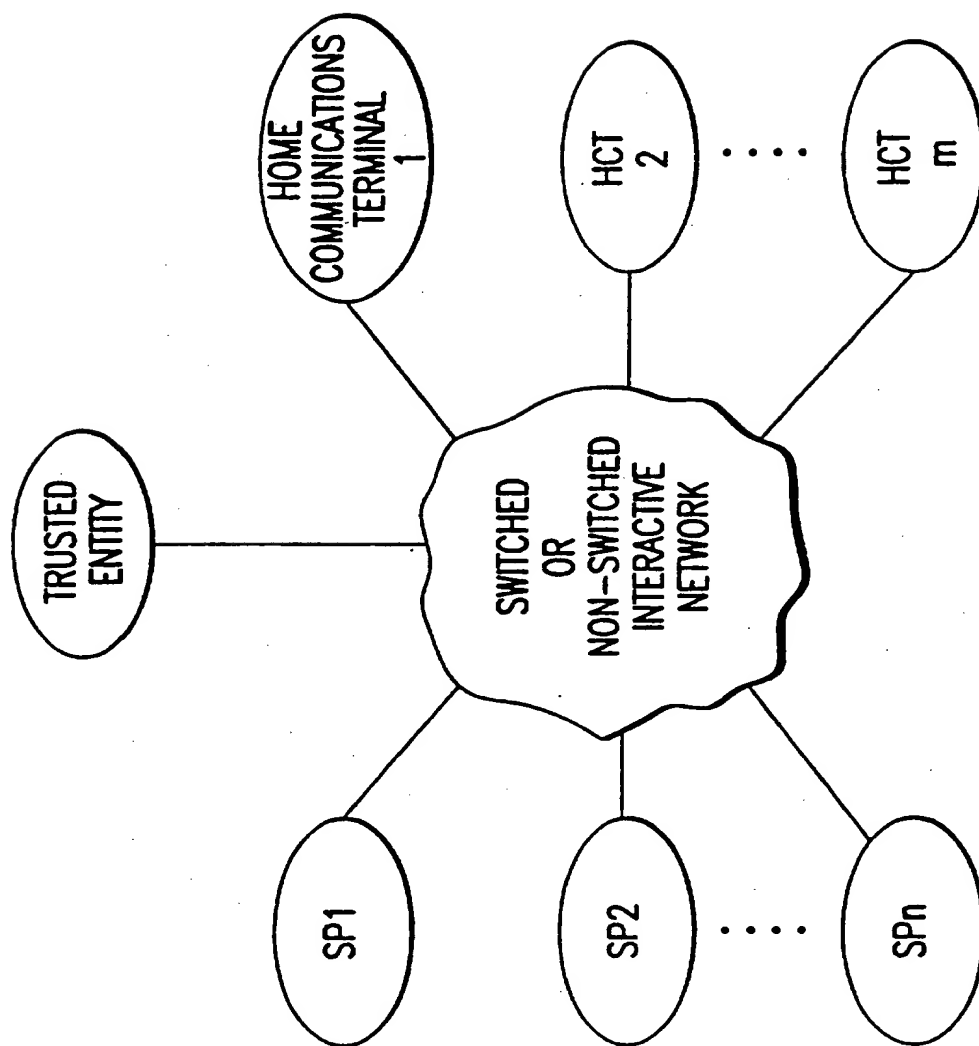 TRUSTED
ENTITY
SP1
SP2
....
SPn
SWITCHED
OR
NON-SWITCHED
INTERACTIVE
NETWORK
HOME
COMMUNICATIONS
TERMINAL
1
HCT
2
....
HCT
m